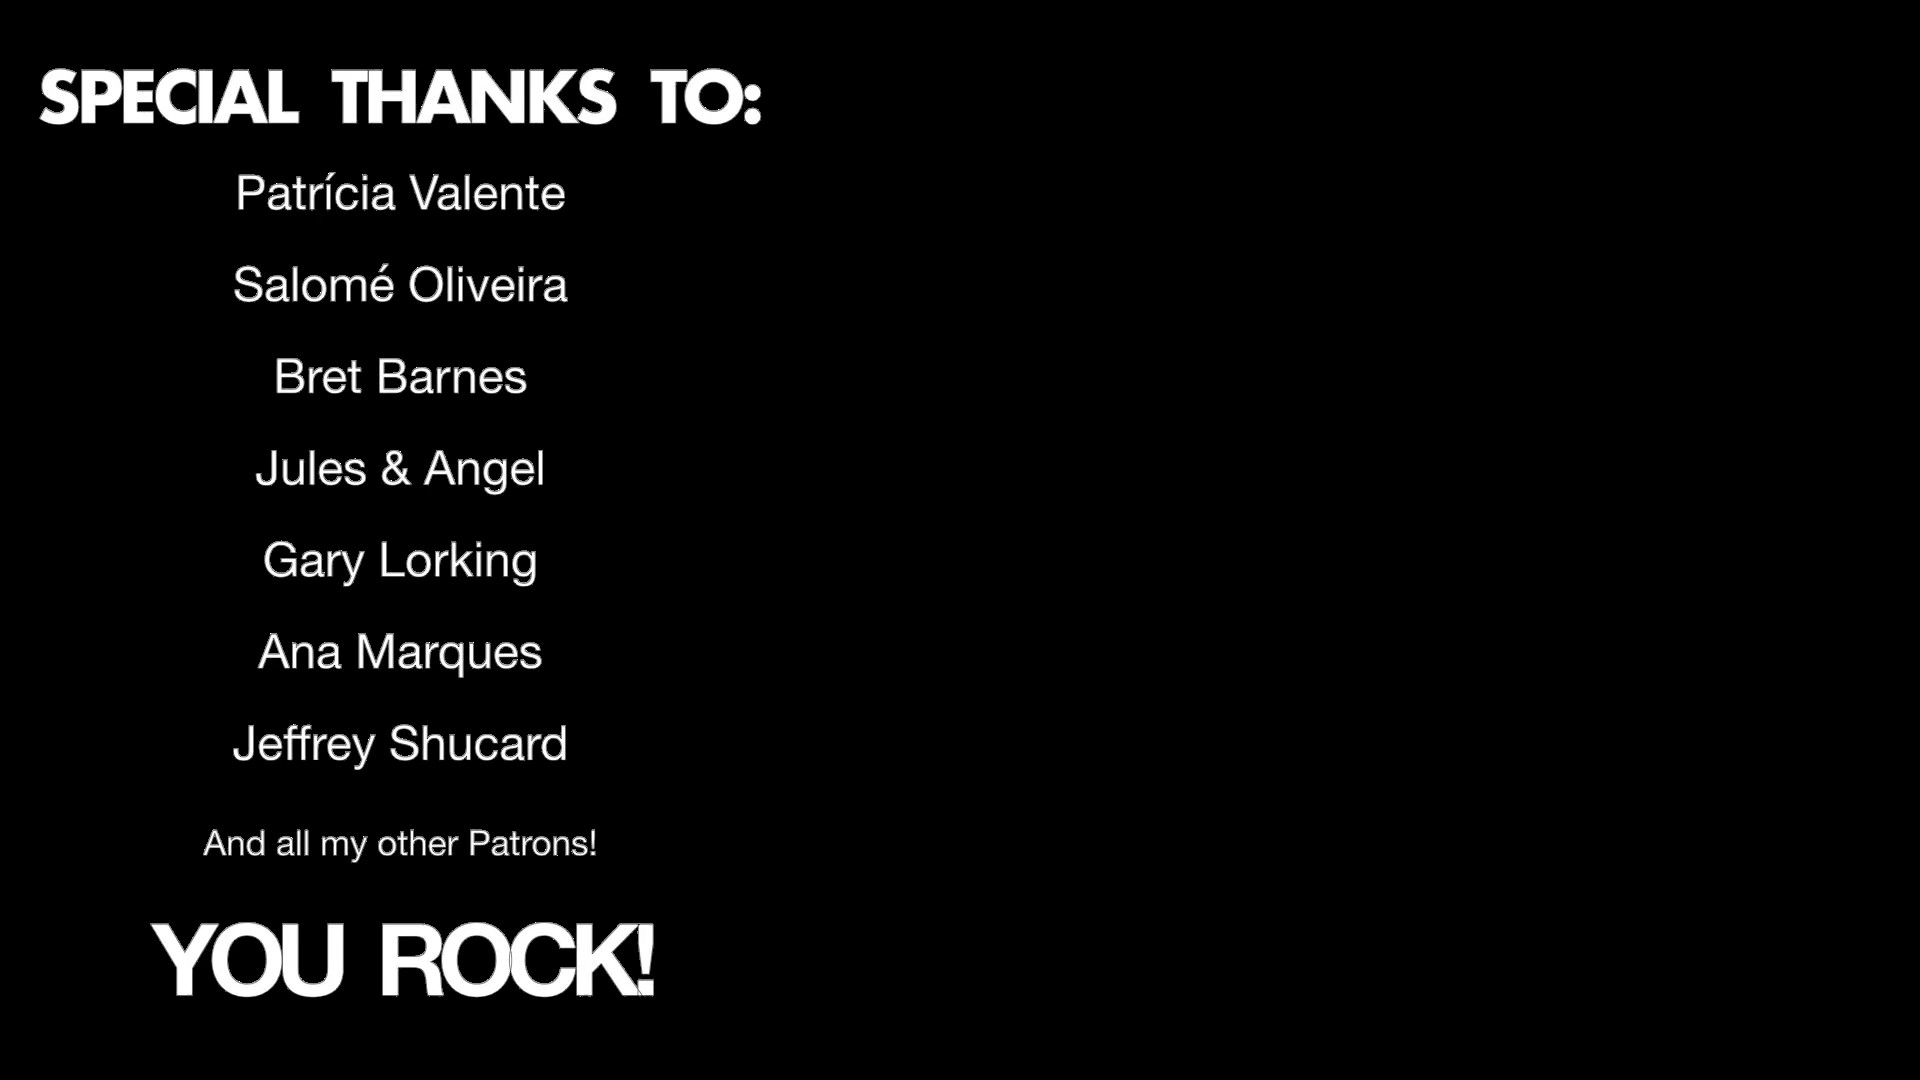 SPECIAL THANKS TO:
Patrícia Valente
Salomé Oliveira
Bret Barnes
Jules & Angel
Gary Lorking
Ana Marques
Jeffrey Shucard
And all my other Patrons!
YOU ROCK!